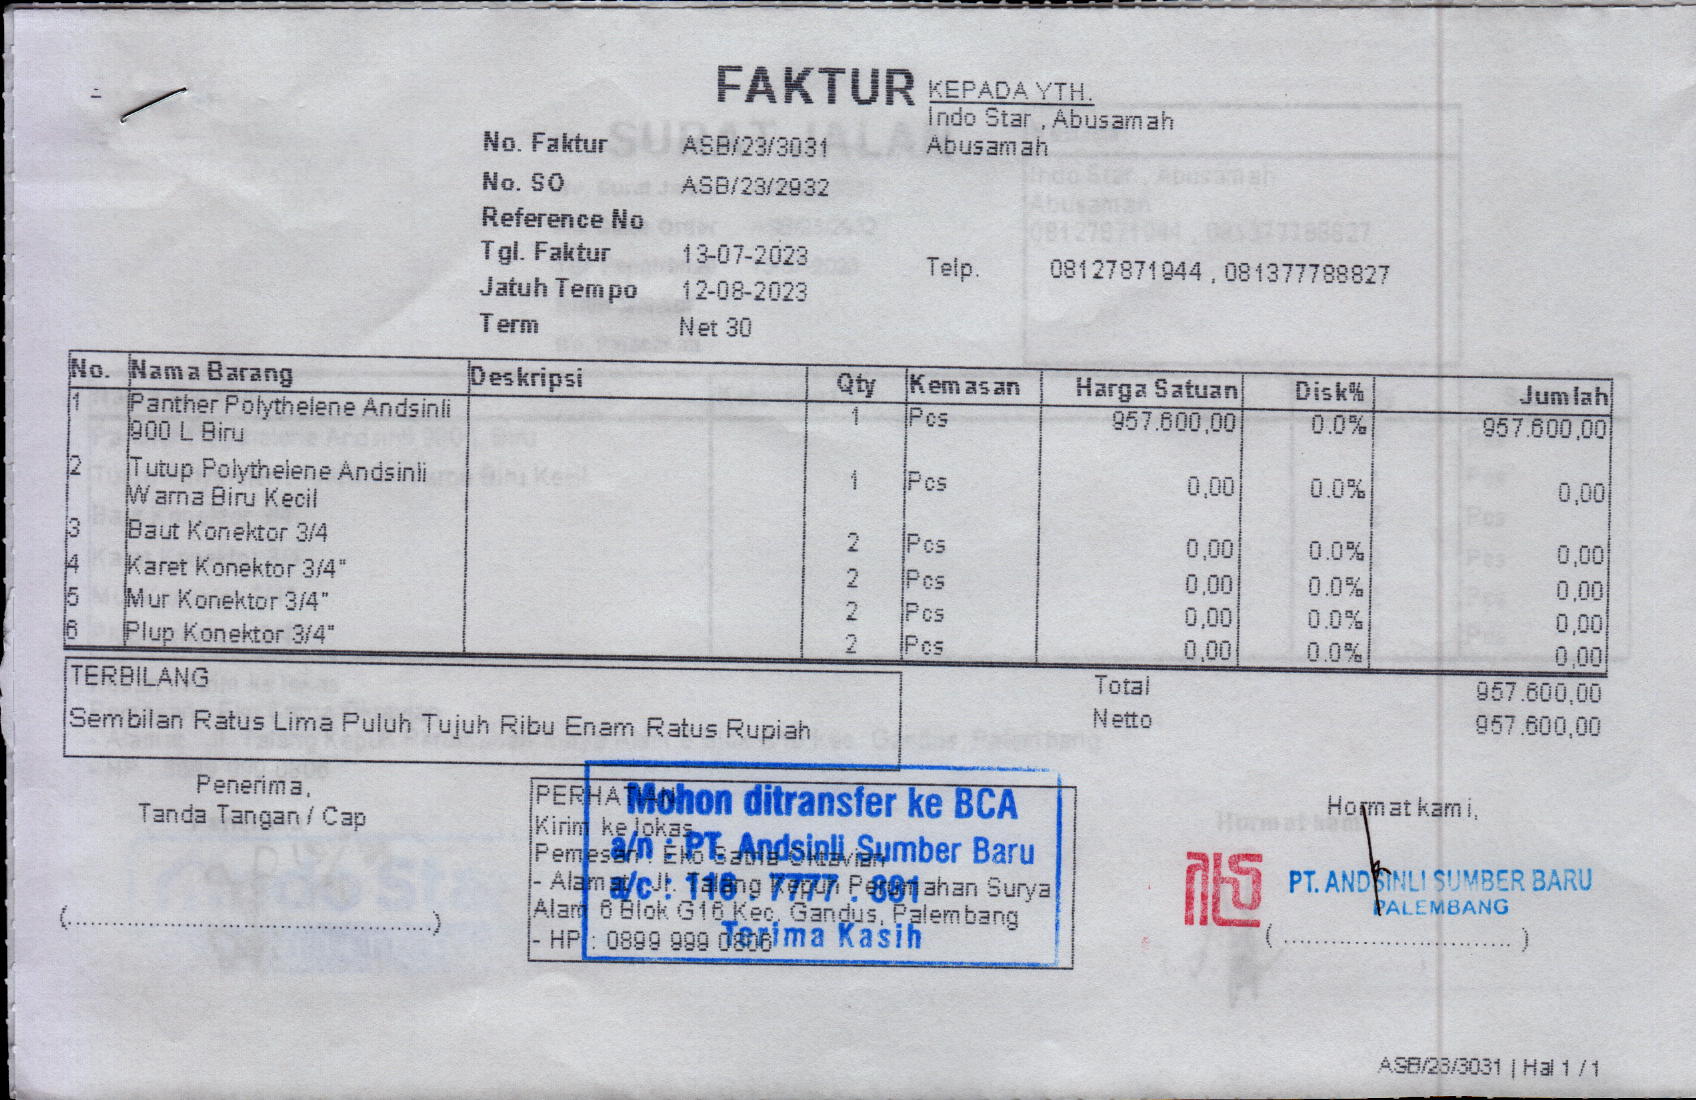 FAKTUR
KEPADA YTH.
Indo Star , Abusamah
Abusamah
No. Faktur ASB/23/3031
No. SO ASB/23/2932
Reference No
Tgl. Faktur 13-07-2023
Jatuh Tempo 12-08-2023
Term Net 30
Telp. 08127871944 , 081377788827
No. Nama Barang Deskripsi Qty Kemasan Harga Satuan Disk% Jumlah
1 Panther Polythelene Andsinli 1 Pcs 957.600,00 0.0% 957.600,00
900 L Biru
2 Tutup Polythelene Andsinli 1 Pcs 0,00 0.0% 0,00
Warna Biru Kecil
3 Baut Konektor 3/4 2 Pcs 0,00 0.0% 0,00
4 Karet Konektor 3/4" 2 Pcs 0,00 0.0% 0,00
5 Mur Konektor 3/4" 2 Pcs 0,00 0.0% 0,00
6 Plup Konektor 3/4" 2 Pcs 0,00 0.0% 0,00
TERBILANG
Sembilan Ratus Lima Puluh Tujuh Ribu Enam Ratus Rupiah
Total 957.600,00
Netto 957.600,00
Penerima,
Tanda Tangan / Cap
(..........................................)
PERHATIAN
Kirim ke lokas
Pemesan : Eko
- Alamat : Jl. Talang Kepuh Perumahan Surya
Alam 6 Blok G16 Kec. Gandus, Palembang
- HP : 0899 999 0806
Mohon ditransfer ke BCA
a/n : PT. Andsinli Sumber Baru
a/c : 118 . 7777 . 801
Terima Kasih
Hormat kami,
PT. ANDSINLI SUMBER BARU
PALEMBANG
( ............................... )
ASB/23/3031 | Hal 1 / 1